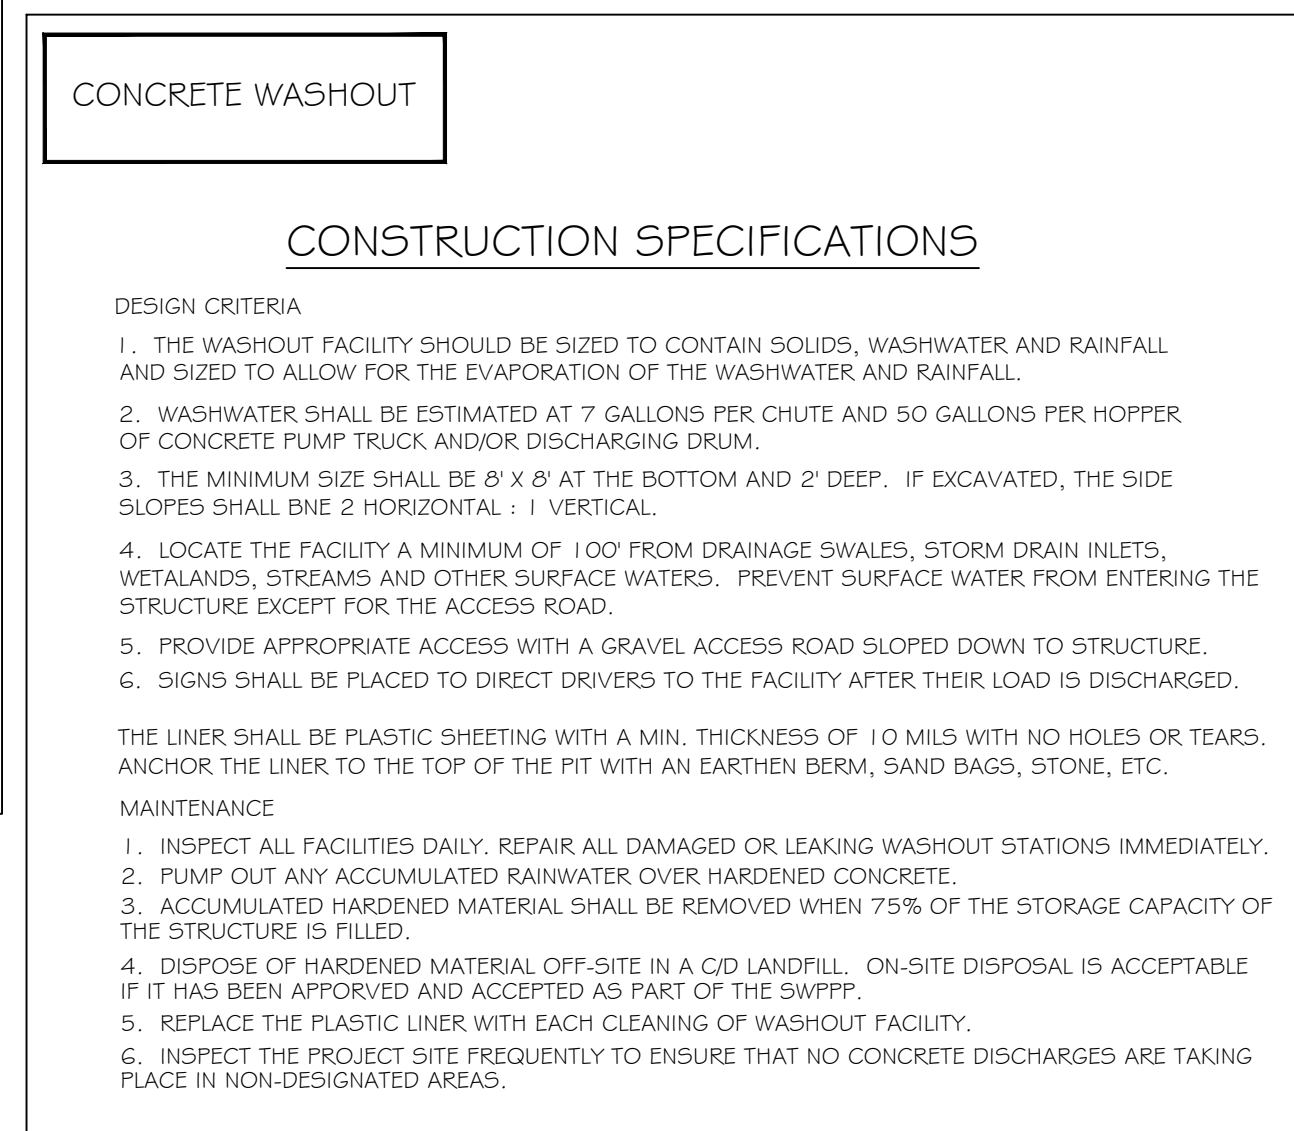 CONCRETE WASHOUT
CONSTRUCTION SPECIFICATIONS
DESIGN CRITERIA
1. THE WASHOUT FACILITY SHOULD BE SIZED TO CONTAIN SOLIDS, WASHWATER AND RAINFALL
AND SIZED TO ALLOW FOR THE EVAPORATION OF THE WASHWATER AND RAINFALL.
2. WASHWATER SHALL BE ESTIMATED AT 7 GALLONS PER CHUTE AND 50 GALLONS PER HOPPER
OF CONCRETE PUMP TRUCK AND/OR DISCHARGING DRUM.
3. THE MINIMUM SIZE SHALL BE 8' X 8' AT THE BOTTOM AND 2' DEEP. IF EXCAVATED, THE SIDE
SLOPES SHALL BNE 2 HORIZONTAL : 1 VERTICAL.
4. LOCATE THE FACILITY A MINIMUM OF 100' FROM DRAINAGE SWALES, STORM DRAIN INLETS,
WETALANDS, STREAMS AND OTHER SURFACE WATERS. PREVENT SURFACE WATER FROM ENTERING THE
STRUCTURE EXCEPT FOR THE ACCESS ROAD.
5. PROVIDE APPROPRIATE ACCESS WITH A GRAVEL ACCESS ROAD SLOPED DOWN TO STRUCTURE.
6. SIGNS SHALL BE PLACED TO DIRECT DRIVERS TO THE FACILITY AFTER THEIR LOAD IS DISCHARGED.
THE LINER SHALL BE PLASTIC SHEETING WITH A MIN. THICKNESS OF 10 MILS WITH NO HOLES OR TEARS.
ANCHOR THE LINER TO THE TOP OF THE PIT WITH AN EARTHEN BERM, SAND BAGS, STONE, ETC.
MAINTENANCE
1. INSPECT ALL FACILITIES DAILY. REPAIR ALL DAMAGED OR LEAKING WASHOUT STATIONS IMMEDIATELY.
2. PUMP OUT ANY ACCUMULATED RAINWATER OVER HARDENED CONCRETE.
3. ACCUMULATED HARDENED MATERIAL SHALL BE REMOVED WHEN 75% OF THE STORAGE CAPACITY OF
THE STRUCTURE IS FILLED.
4. DISPOSE OF HARDENED MATERIAL OFF-SITE IN A C/D LANDFILL. ON-SITE DISPOSAL IS ACCEPTABLE
IF IT HAS BEEN APPORVED AND ACCEPTED AS PART OF THE SWPPP.
5. REPLACE THE PLASTIC LINER WITH EACH CLEANING OF WASHOUT FACILITY.
6. INSPECT THE PROJECT SITE FREQUENTLY TO ENSURE THAT NO CONCRETE DISCHARGES ARE TAKING
PLACE IN NON-DESIGNATED AREAS.